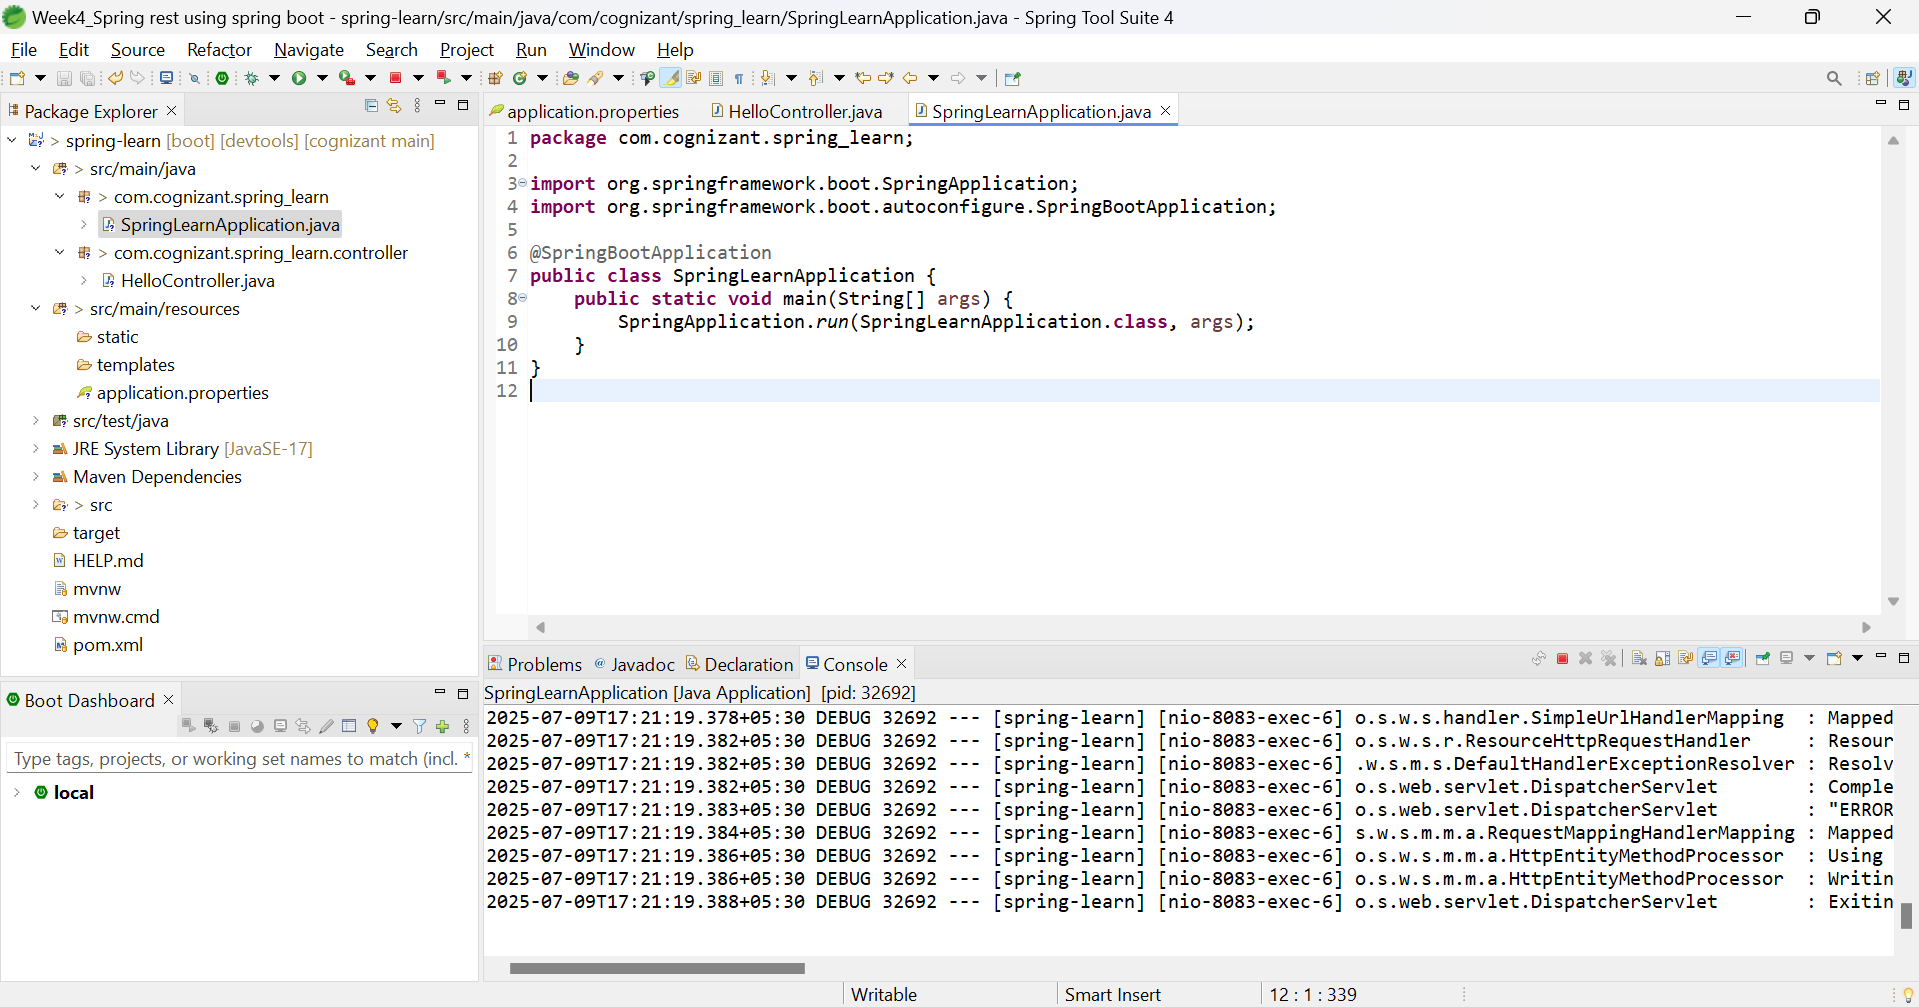 Week4_Spring rest using spring boot - spring-learn/src/main/java/com/cognizant/spring_learn/SpringLearnApplication.java - Spring Tool Suite 4
File Edit Source Refactor Navigate Search Project Run Window Help
Package Explorer
> spring-learn [boot] [devtools] [cognizant main]
> src/main/java
> com.cognizant.spring_learn
SpringLearnApplication.java
> com.cognizant.spring_learn.controller
HelloController.java
> src/main/resources
static
templates
application.properties
src/test/java
JRE System Library [JavaSE-17]
Maven Dependencies
> src
target
HELP.md
mvnw
mvnw.cmd
pom.xml
Boot Dashboard
Type tags, projects, or working set names to match (incl. *
local
application.properties HelloController.java SpringLearnApplication.java
1 package com.cognizant.spring_learn;
2
3 import org.springframework.boot.SpringApplication;
4 import org.springframework.boot.autoconfigure.SpringBootApplication;
5
6 @SpringBootApplication
7 public class SpringLearnApplication {
8 public static void main(String[] args) {
9 SpringApplication.run(SpringLearnApplication.class, args);
10 }
11 }
12
Problems Javadoc Declaration Console
SpringLearnApplication [Java Application] [pid: 32692]
2025-07-09T17:21:19.378+05:30 DEBUG 32692 --- [spring-learn] [nio-8083-exec-6] o.s.w.s.handler.SimpleUrlHandlerMapping : Mapped
2025-07-09T17:21:19.382+05:30 DEBUG 32692 --- [spring-learn] [nio-8083-exec-6] o.s.w.s.r.ResourceHttpRequestHandler : Resour
2025-07-09T17:21:19.382+05:30 DEBUG 32692 --- [spring-learn] [nio-8083-exec-6] .w.s.m.s.DefaultHandlerExceptionResolver : Resolv
2025-07-09T17:21:19.382+05:30 DEBUG 32692 --- [spring-learn] [nio-8083-exec-6] o.s.web.servlet.DispatcherServlet : Comple
2025-07-09T17:21:19.383+05:30 DEBUG 32692 --- [spring-learn] [nio-8083-exec-6] o.s.web.servlet.DispatcherServlet : "ERROR
2025-07-09T17:21:19.384+05:30 DEBUG 32692 --- [spring-learn] [nio-8083-exec-6] s.w.s.m.m.a.RequestMappingHandlerMapping : Mapped
2025-07-09T17:21:19.386+05:30 DEBUG 32692 --- [spring-learn] [nio-8083-exec-6] o.s.w.s.m.m.a.HttpEntityMethodProcessor : Using
2025-07-09T17:21:19.386+05:30 DEBUG 32692 --- [spring-learn] [nio-8083-exec-6] o.s.w.s.m.m.a.HttpEntityMethodProcessor : Writin
2025-07-09T17:21:19.388+05:30 DEBUG 32692 --- [spring-learn] [nio-8083-exec-6] o.s.web.servlet.DispatcherServlet : Exitin
Writable Smart Insert 12 : 1 : 339